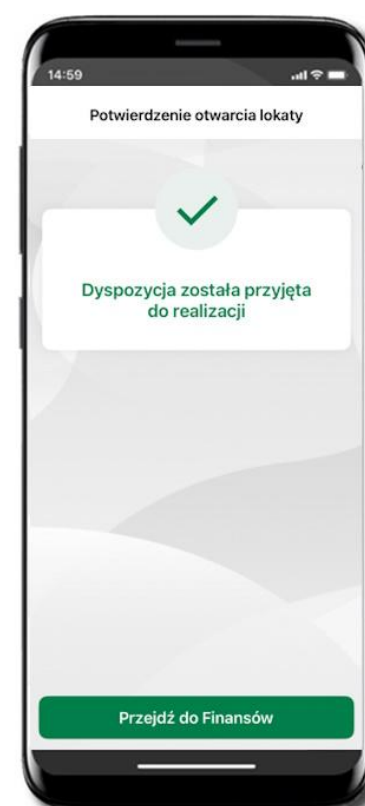 14:59
Potwierdzenie otwarcia lokaty
Dyspozycja została przyjęta
do realizacji
Przejdź do Finansów